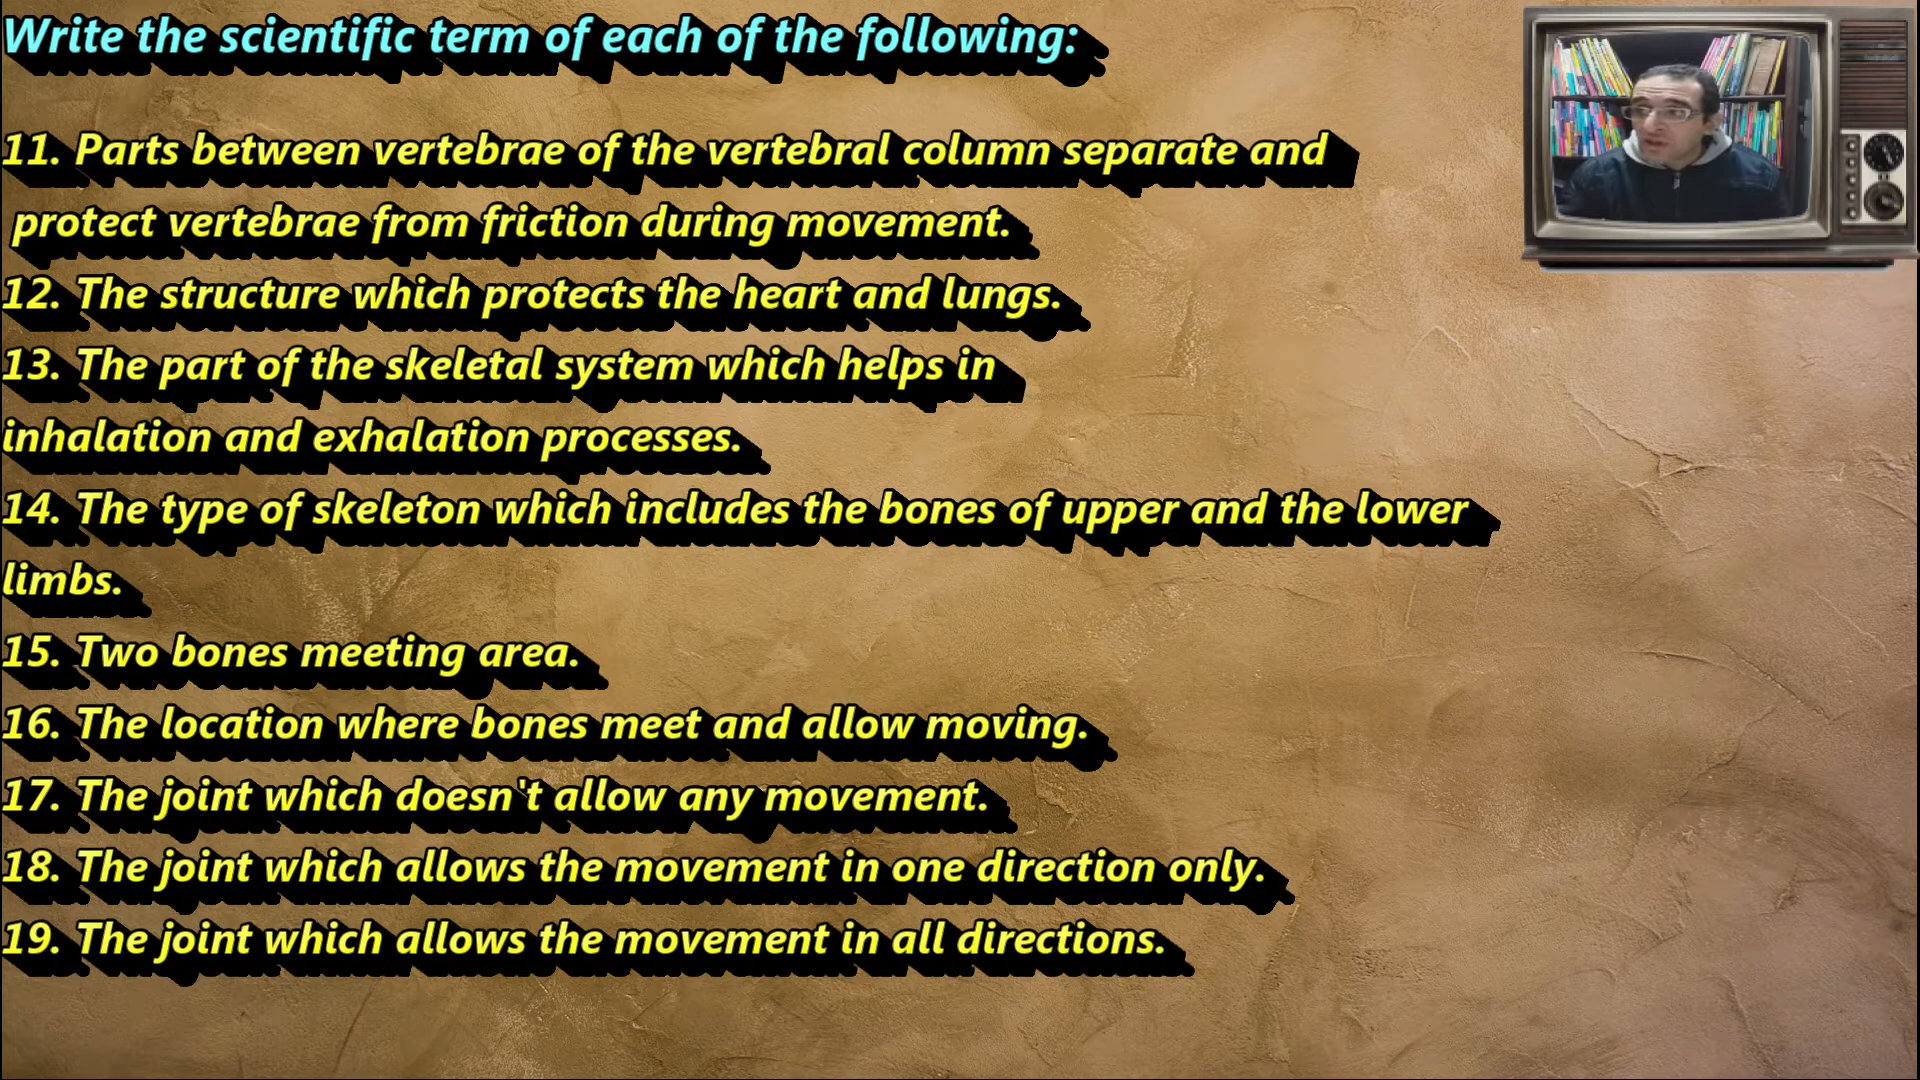 Write the scientific term of each of the following:
11. Parts between vertebrae of the vertebral column separate and
protect vertebrae from friction during movement.
12. The structure which protects the heart and lungs.
13. The part of the skeletal system which helps in
inhalation and exhalation processes.
14. The type of skeleton which includes the bones of upper and the lower
limbs.
15. Two bones meeting area.
16. The location where bones meet and allow moving.
17. The joint which doesn't allow any movement.
18. The joint which allows the movement in one direction only.
19. The joint which allows the movement in all directions.